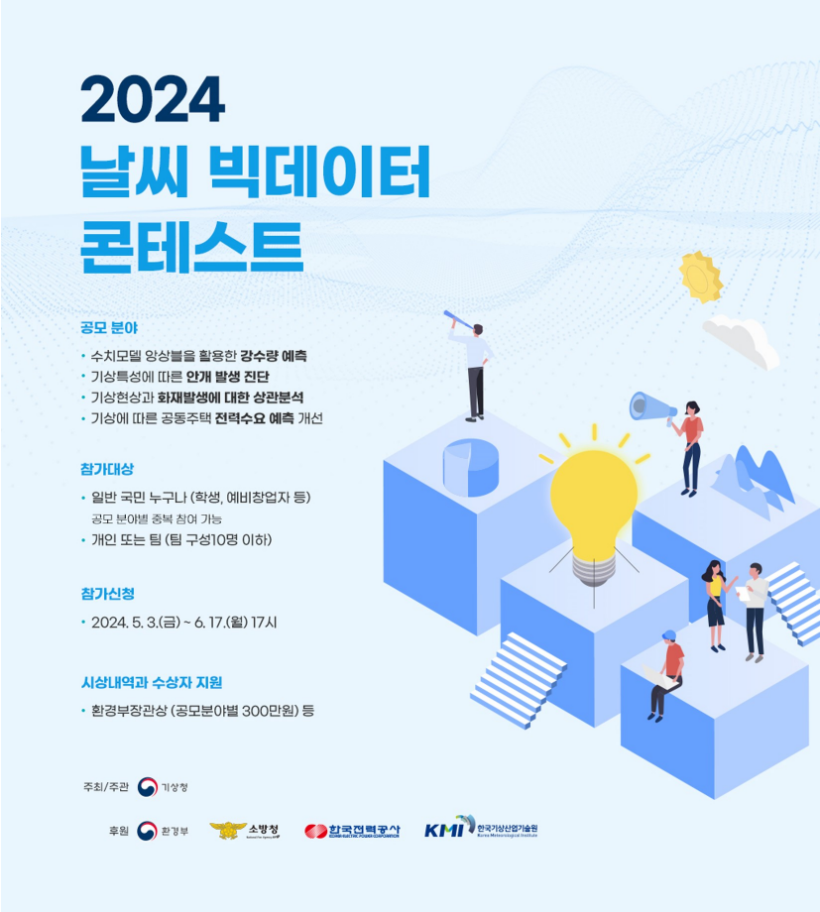 2024
날씨 빅데이터
콘테스트
공모 분야
• 수치모델 앙상블을 활용한 강수량 예측
• 기상특성에 따른 안개 발생 진단
• 기상현상과 화재발생에 대한 상관분석
• 기상에 따른 공동주택 전력수요 예측 개선
참가대상
• 일반 국민 누구나 (학생, 예비창업자 등)
공모 분야별 중복 참여 가능
• 개인 또는 팀 (팀 구성10명 이하)
참가신청
• 2024. 5. 3.(금) ~ 6. 17.(월) 17시
시상내역과 수상자 지원
• 환경부장관상 (공모분야별 300만원) 등
주최/주관 기상청
후원 환경부 소방청 한국전력공사 KMI 한국기상산업기술원
KOREA ELECTRIC POWER CORPORATION Korea Meteorological Institute